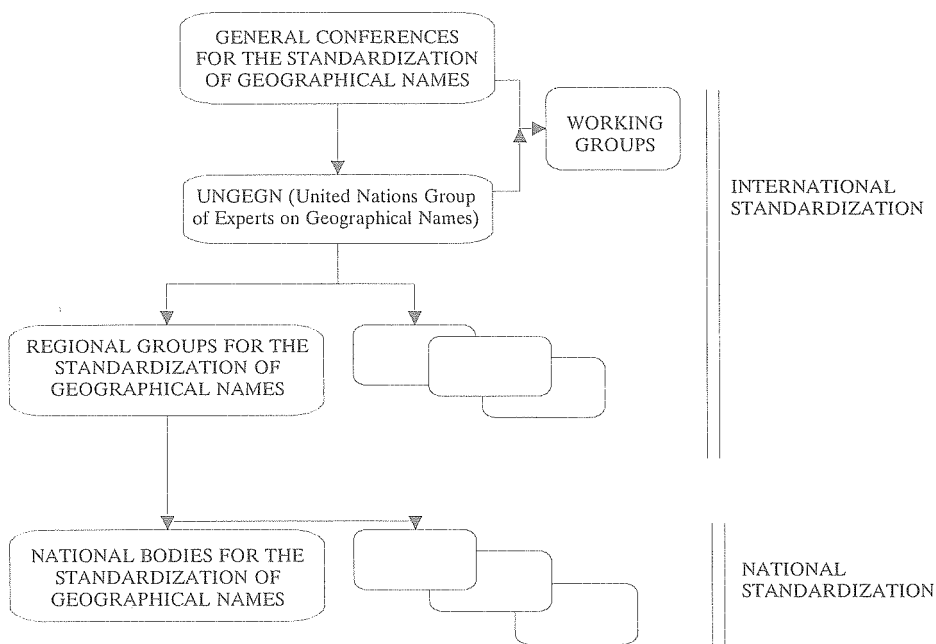 GENERAL CONFERENCES
FOR THE STANDARDIZATION
OF GEOGRAPHICAL NAMES
WORKING
GROUPS
UNGEGN (United Nations Group
of Experts on Geographical Names)
INTERNATIONAL
STANDARDIZATION
REGIONAL GROUPS FOR THE
STANDARDIZATION OF
GEOGRAPHICAL NAMES
NATIONAL BODIES FOR THE
STANDARDIZATION OF
GEOGRAPHICAL NAMES
NATIONAL
STANDARDIZATION